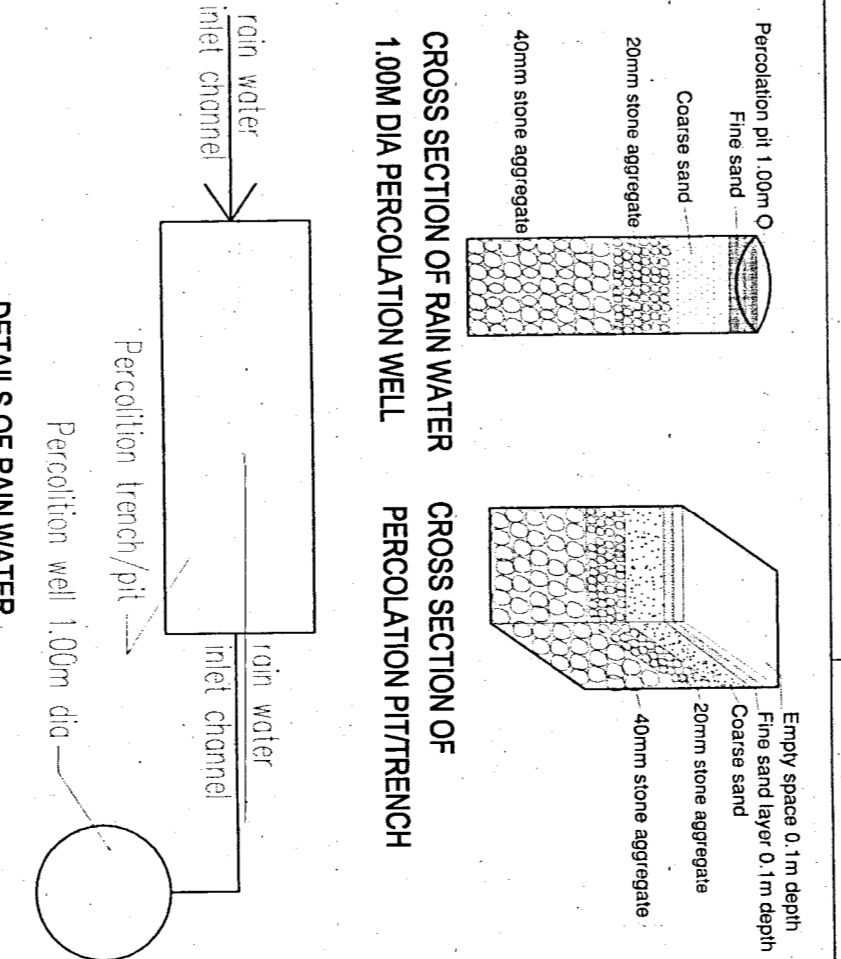 Percolation pit 1.00m O
Fine sand
Coarse sand
20mm stone aggregate
40mm stone aggregate
CROSS SECTION OF RAIN WATER
1.00M DIA PERCOLATION WELL
Empty space 0.1m depth
Fine sand layer 0.1m depth
Coarse sand
20mm stone aggregate
40mm stone aggregate
CROSS SECTION OF
PERCOLATION PIT/TRENCH
rain water
inlet channel
rain water
inlet channel
Percolition trench/pit
Percolition well 1.00m dia
DETAILS OF RAIN WATER